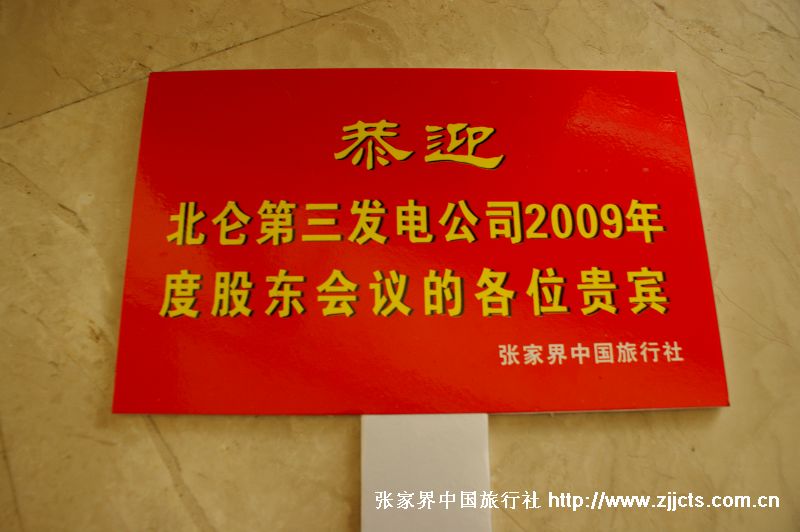 恭迎
北仑第三发电公司2009年
度股东会议的各位贵宾
张家界中国旅行社
张家界中国旅行社 http://www.zjjcts.com.cn